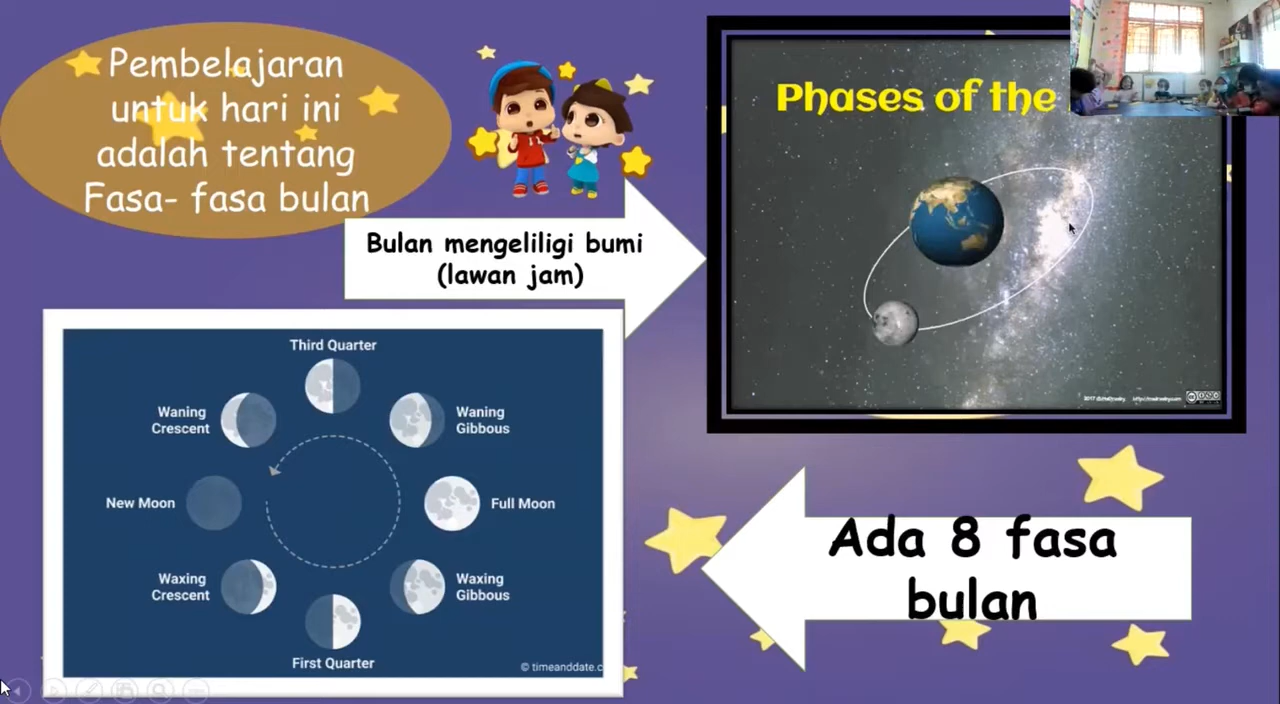 Pembelajaran
untuk hari ini
adalah tentang
Fasa- fasa bulan
Bulan mengeliligi bumi
(lawan jam)
Phases of the
Third Quarter
Waning
Crescent
Waning
Gibbous
New Moon
Full Moon
Waxing
Crescent
Waxing
Gibbous
First Quarter
© timeanddate.c
Ada 8 fasa
bulan